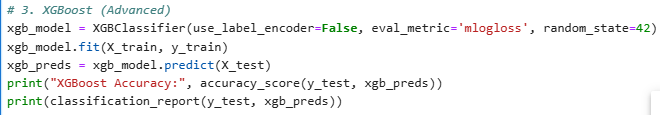 # 3. XGBoost (Advanced)
xgb_model = XGBClassifier(use_label_encoder=False, eval_metric='mlogloss', random_state=42)
xgb_model.fit(X_train, y_train)
xgb_preds = xgb_model.predict(X_test)
print("XGBoost Accuracy:", accuracy_score(y_test, xgb_preds))
print(classification_report(y_test, xgb_preds))